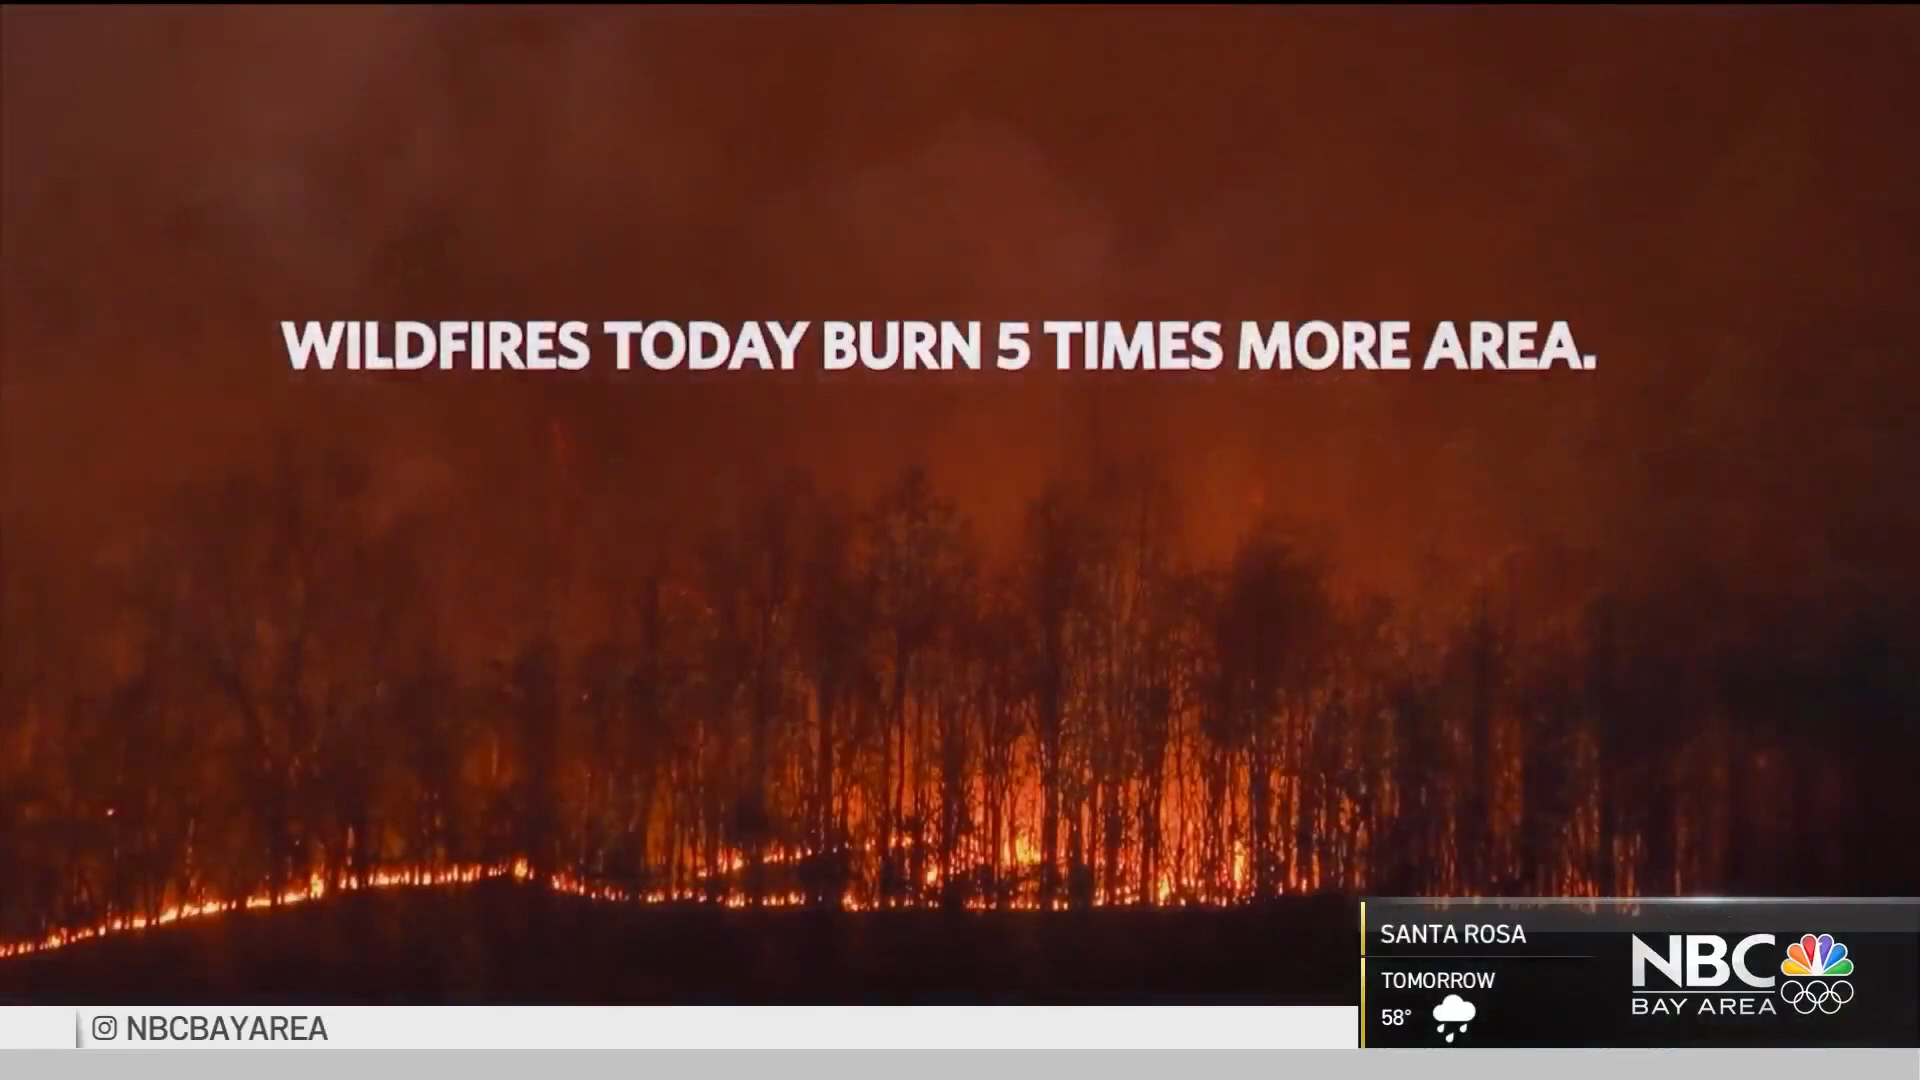 WILDFIRES TODAY BURN 5 TIMES MORE AREA.
SANTA ROSA
TOMORROW
58°
NBC
BAY AREA
NBCBAYAREA